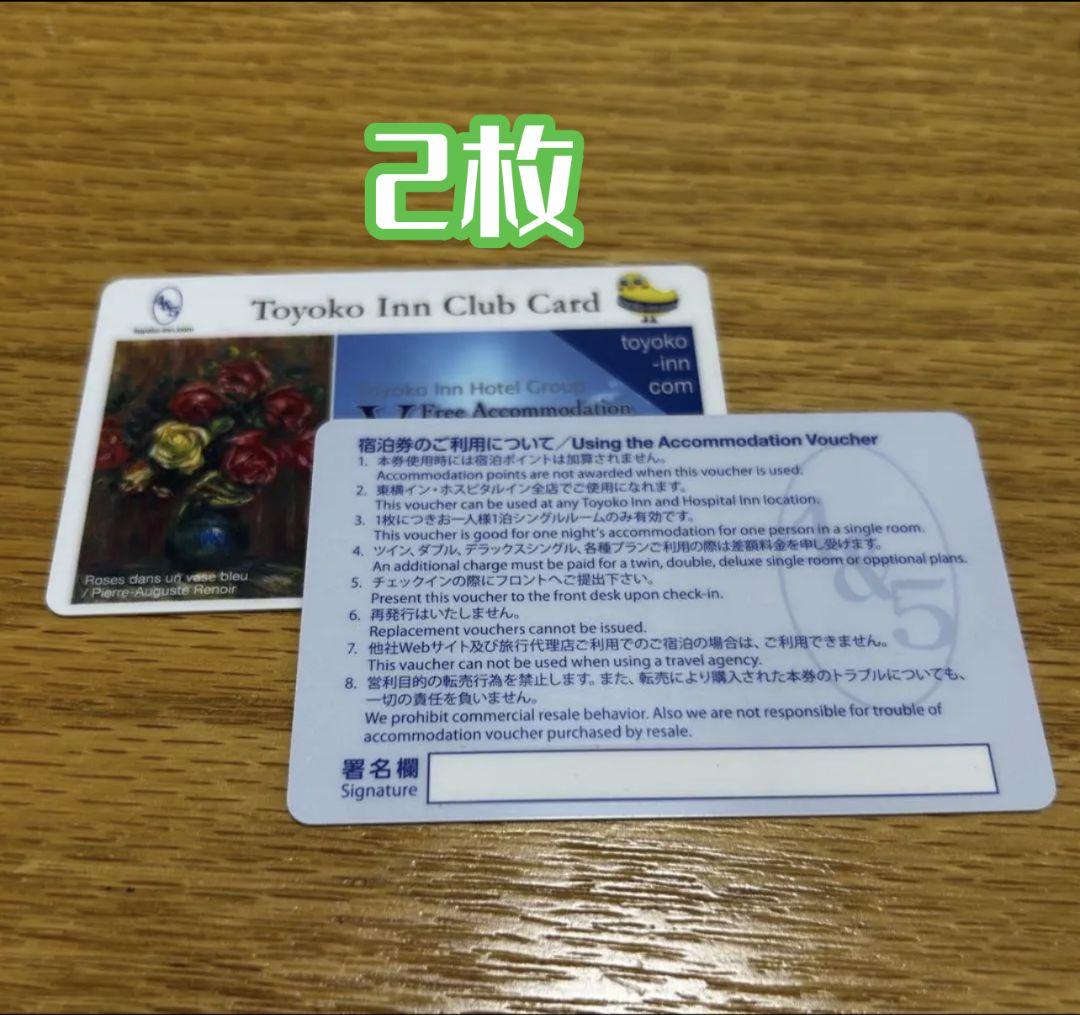 2枚
Toyoko Inn Club Card
toyoko-inn.com
toyoko
-inn
com
Toyoko Inn Hotel Group
Free Accommodation
Roses dans un vase bleu
/ Pierre-Auguste Renoir
宿泊券のご利用について/Using the Accommodation Voucher
1. 本券使用時には宿泊ポイントは加算されません。
Accommodation points are not awarded when this voucher is used.
2. 東横イン・ホスピタルイン全店でご使用になれます。
This voucher can be used at any Toyoko Inn and Hospital Inn location.
3. 1枚につきお一人様1泊シングルルームのみ有効です。
This voucher is good for one night's accommodation for one person in a single room.
4. ツイン、ダブル、デラックスシングル、各種プランご利用の際は差額料金を申し受けます。
An additional charge must be paid for a twin, double, deluxe single room or opptional plans.
5. チェックインの際にフロントへご提出下さい。
Present this voucher to the front desk upon check-in.
6. 再発行はいたしません。
Replacement vouchers cannot be issued.
7. 他社Webサイト及び旅行代理店ご利用でのご宿泊の場合は、ご利用できません。
This vaucher can not be used when using a travel agency.
8. 営利目的の転売行為を禁止します。また、転売により購入された本券のトラブルについても、
一切の責任を負いません。
We prohibit commercial resale behavior. Also we are not responsible for trouble of
accommodation voucher purchased by resale.
&5
署名欄
Signature